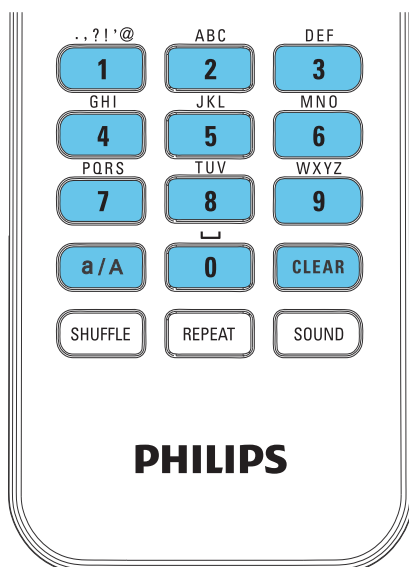 .,?!'@ ABC DEF
1 2 3
GHI JKL MNO
4 5 6
PQRS TUV WXYZ
7 8 9
a/A 0 CLEAR
SHUFFLE REPEAT SOUND
PHILIPS